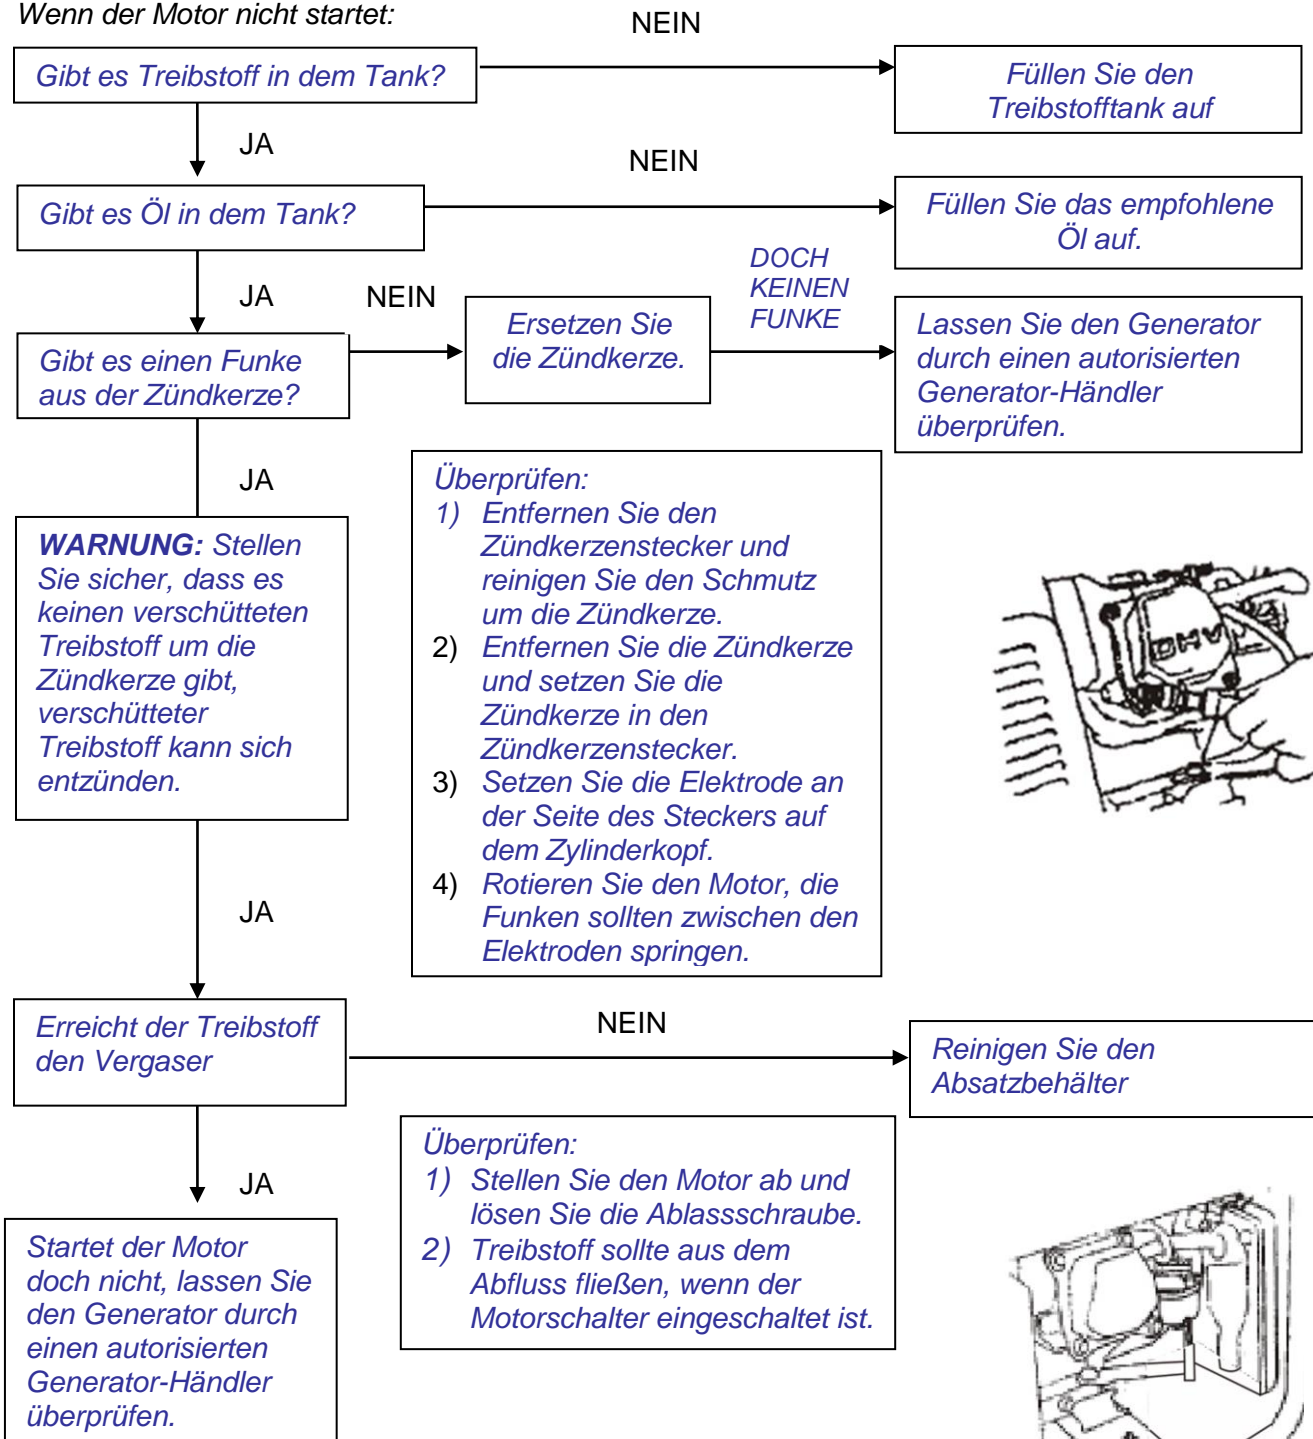 Wenn der Motor nicht startet:
NEIN
Gibt es Treibstoff in dem Tank?
Füllen Sie den
Treibstofftank auf
JA
NEIN
Gibt es Öl in dem Tank?
Füllen Sie das empfohlene
Öl auf.
JA
NEIN
DOCH
KEINEN
FUNKE
Gibt es einen Funke
aus der Zündkerze?
Ersetzen Sie
die Zündkerze.
Lassen Sie den Generator
durch einen autorisierten
Generator-Händler
überprüfen.
JA
WARNUNG: Stellen
Sie sicher, dass es
keinen verschütteten
Treibstoff um die
Zündkerze gibt,
verschütteter
Treibstoff kann sich
entzünden.
Überprüfen:
1) Entfernen Sie den
Zündkerzenstecker und
reinigen Sie den Schmutz
um die Zündkerze.
2) Entfernen Sie die Zündkerze
und setzen Sie die
Zündkerze in den
Zündkerzenstecker.
3) Setzen Sie die Elektrode an
der Seite des Steckers auf
dem Zylinderkopf.
4) Rotieren Sie den Motor, die
Funken sollten zwischen den
Elektroden springen.
OHV
JA
Erreicht der Treibstoff
den Vergaser
NEIN
Reinigen Sie den
Absatzbehälter
JA
Überprüfen:
1) Stellen Sie den Motor ab und
lösen Sie die Ablassschraube.
2) Treibstoff sollte aus dem
Abfluss fließen, wenn der
Motorschalter eingeschaltet ist.
Startet der Motor
doch nicht, lassen Sie
den Generator durch
einen autorisierten
Generator-Händler
überprüfen.